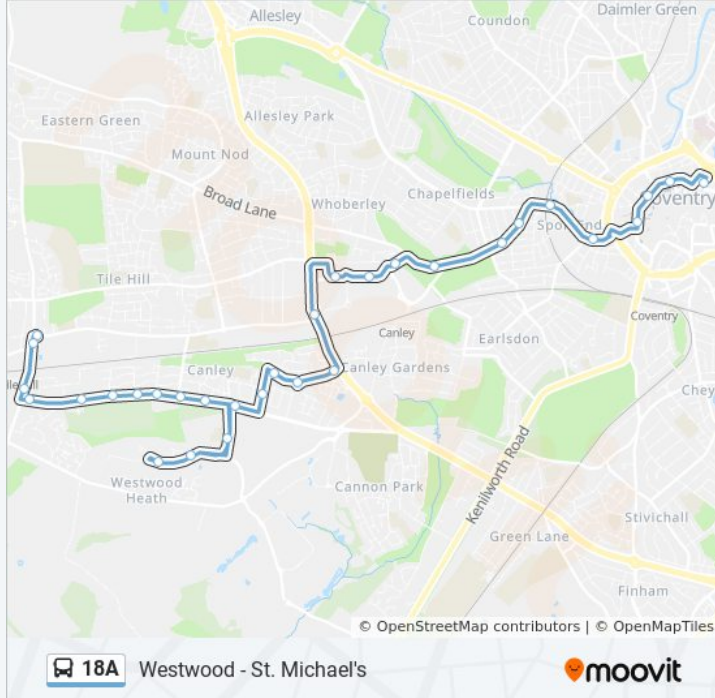 Allesley
Coundon
Daimler Green
Eastern Green
Allesley Park
Mount Nod
Broad Lane
Whoberley
Chapelfields
Coventry
Tile Hill
Canley
Earlsdon
Coventry
Canley
Canley Gardens
Westwood
Heath
Cannon Park
Kenilworth Road
Stivichall
Green Lane
Finham
© OpenStreetMap contributors | © OpenMapTiles
18A Westwood - St. Michael's
moovit